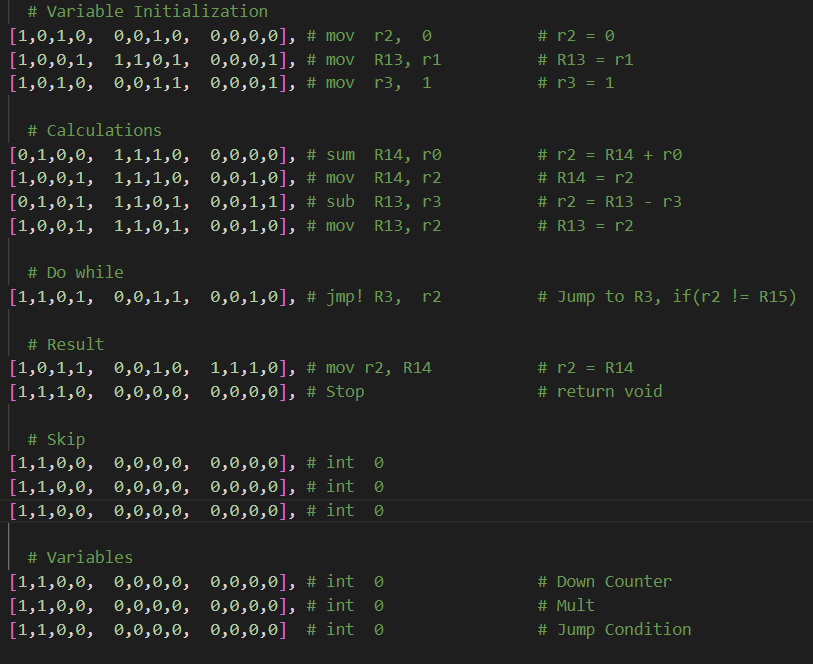 # Variable Initialization
[1,0,1,0,  0,0,1,0,  0,0,0,0], # mov  r2,  0           # r2 = 0
[1,0,0,1,  1,1,0,1,  0,0,0,1], # mov  R13, r1          # R13 = r1
[1,0,1,0,  0,0,1,1,  0,0,0,1], # mov  r3,  1           # r3 = 1
# Calculations
[0,1,0,0,  1,1,1,0,  0,0,0,0], # sum  R14, r0          # r2 = R14 + r0
[1,0,0,1,  1,1,1,0,  0,0,1,0], # mov  R14, r2          # R14 = r2
[0,1,0,1,  1,1,0,1,  0,0,1,1], # sub  R13, r3          # r2 = R13 - r3
[1,0,0,1,  1,1,0,1,  0,0,1,0], # mov  R13, r2          # R13 = r2
# Do while
[1,1,0,1,  0,0,1,1,  0,0,1,0], # jmp! R3,  r2          # Jump to R3, if(r2 != R15)
# Result
[1,0,1,1,  0,0,1,0,  1,1,1,0], # mov r2, R14           # r2 = R14
[1,1,1,0,  0,0,0,0,  0,0,0,0], # Stop                  # return void
# Skip
[1,1,0,0,  0,0,0,0,  0,0,0,0], # int  0
[1,1,0,0,  0,0,0,0,  0,0,0,0], # int  0
[1,1,0,0,  0,0,0,0,  0,0,0,0], # int  0
# Variables
[1,1,0,0,  0,0,0,0,  0,0,0,0], # int  0                # Down Counter
[1,1,0,0,  0,0,0,0,  0,0,0,0], # int  0                # Mult
[1,1,0,0,  0,0,0,0,  0,0,0,0]  # int  0                # Jump Condition